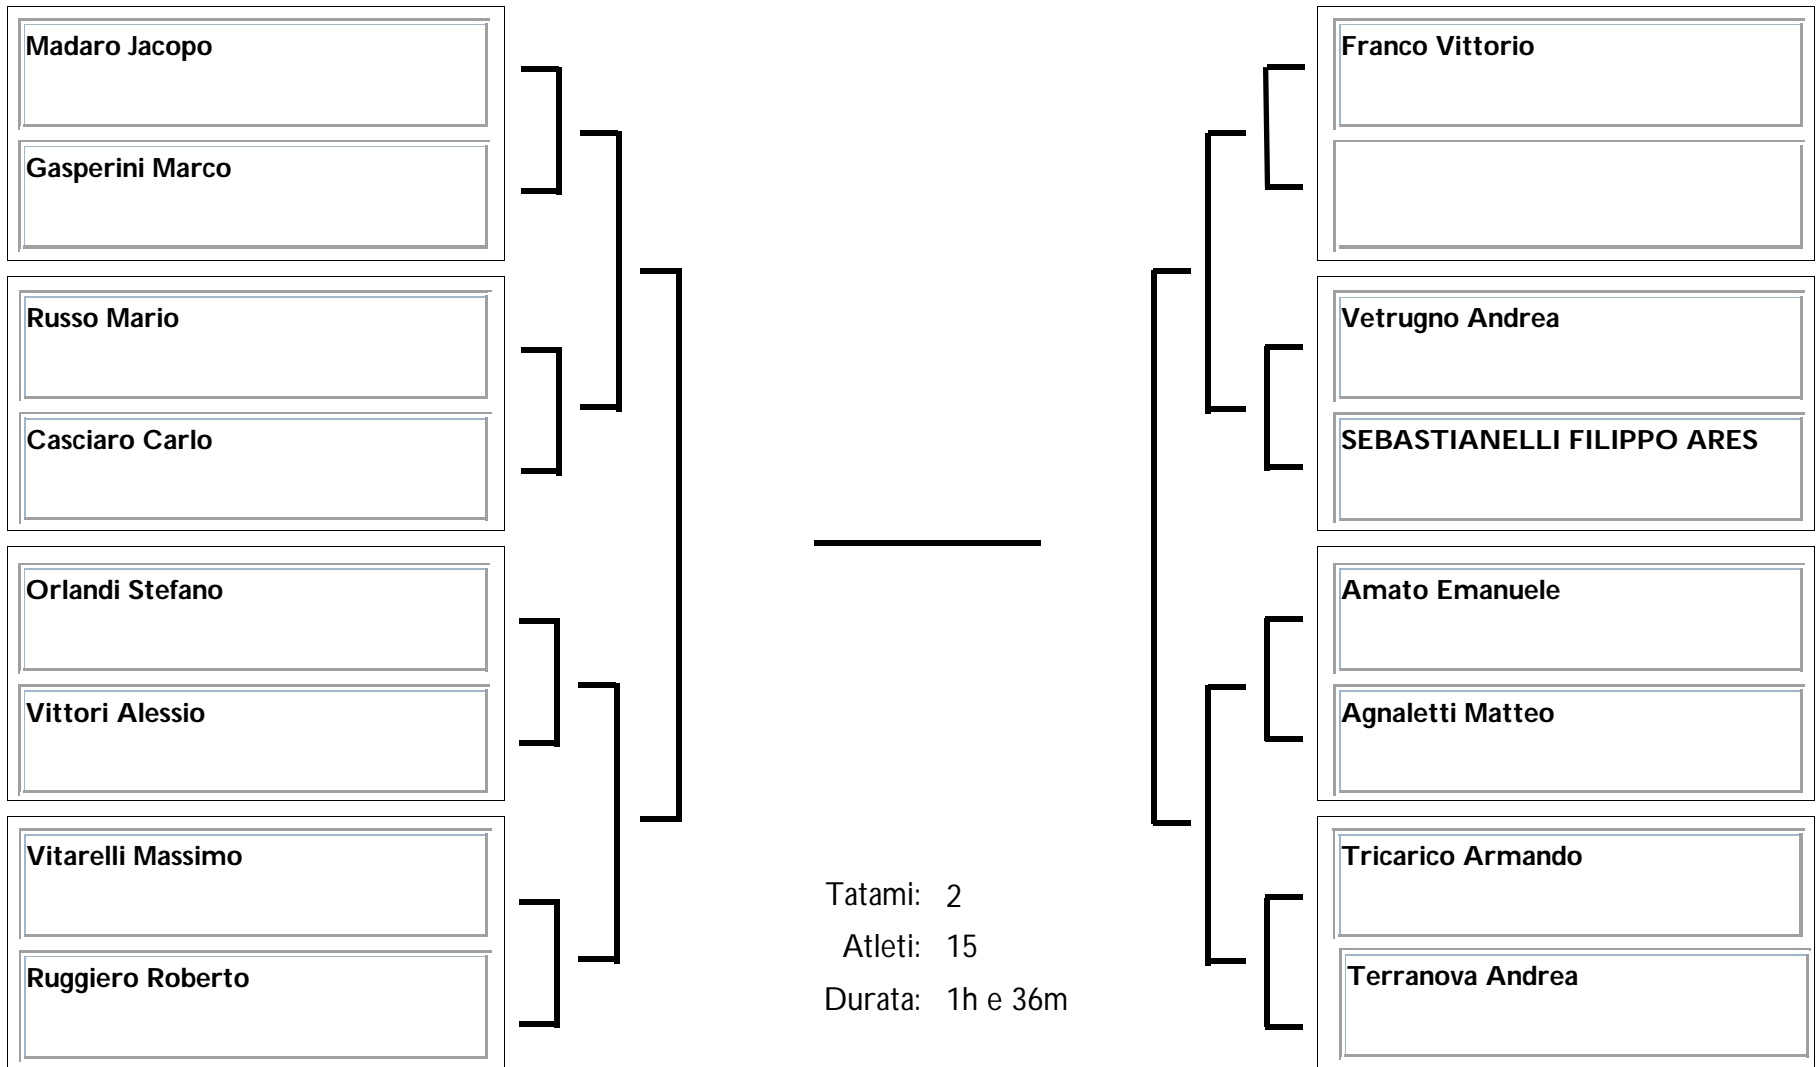 Madaro Jacopo
Gasperini Marco
Russo Mario
Casciaro Carlo
Orlandi Stefano
Vittori Alessio
Vitarelli Massimo
Ruggiero Roberto
Tatami: 2
Atleti: 15
Durata: 1h e 36m
Franco Vittorio
Vetrugno Andrea
SEBASTIANELLI FILIPPO ARES
Amato Emanuele
Agnaletti Matteo
Tricarico Armando
Terranova Andrea